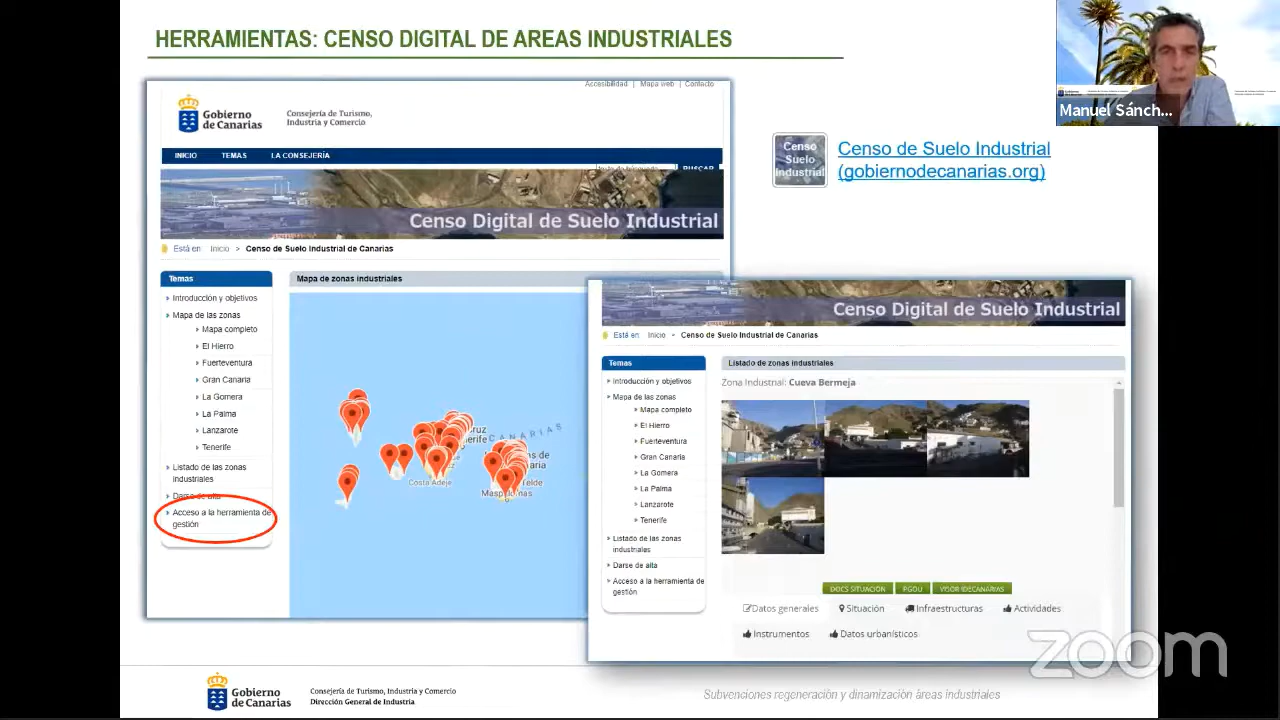 HERRAMIENTAS: CENSO DIGITAL DE AREAS INDUSTRIALES
Manuel Sánch...
Accesibilidad | Mapa web | Contacto
Gobierno
de Canarias
Consejería de Turismo,
Industria y Comercio
INICIO TEMAS LA CONSEJERÍA
BUSCAR
Censo Digital de Suelo Industrial
Está en: Inicio > Censo de Suelo Industrial de Canarias
Temas
Introducción y objetivos
Mapa de las zonas
Mapa completo
El Hierro
Fuerteventura
Gran Canaria
La Gomera
La Palma
Lanzarote
Tenerife
Listado de las zonas
industriales
Darse de alta
Acceso a la herramienta de
gestión
Mapa de zonas industriales
CANARIAS
Costa Adeje
Telde
Censo
Suelo
Industrial
Censo de Suelo Industrial
(gobiernodecanarias.org)
Censo Digital de Suelo Industrial
Está en: Inicio Censo de Suelo Industrial de Canarias
Temas
Introducción y objetivos
Mapa de las zonas
Mapa completo
El Hierro
Fuerteventura
Gran Canaria
La Gomera
La Palma
Lanzarote
Tenerife
Listado de las zonas
industriales
Darse de alta
Acceso a la herramienta de
gestión
Listado de zonas industriales
Zona Industrial: Cueva Bermeja
DOCS SITUACIÓN PGOU VISOR IDECANARIAS
Datos generales Situación Infraestructuras Actividades
Instrumentos Datos urbanísticos
zoom
Gobierno
de Canarias
Consejería de Turismo, Industria y Comercio
Dirección General de Industria
Subvenciones regeneración y dinamización áreas industriales